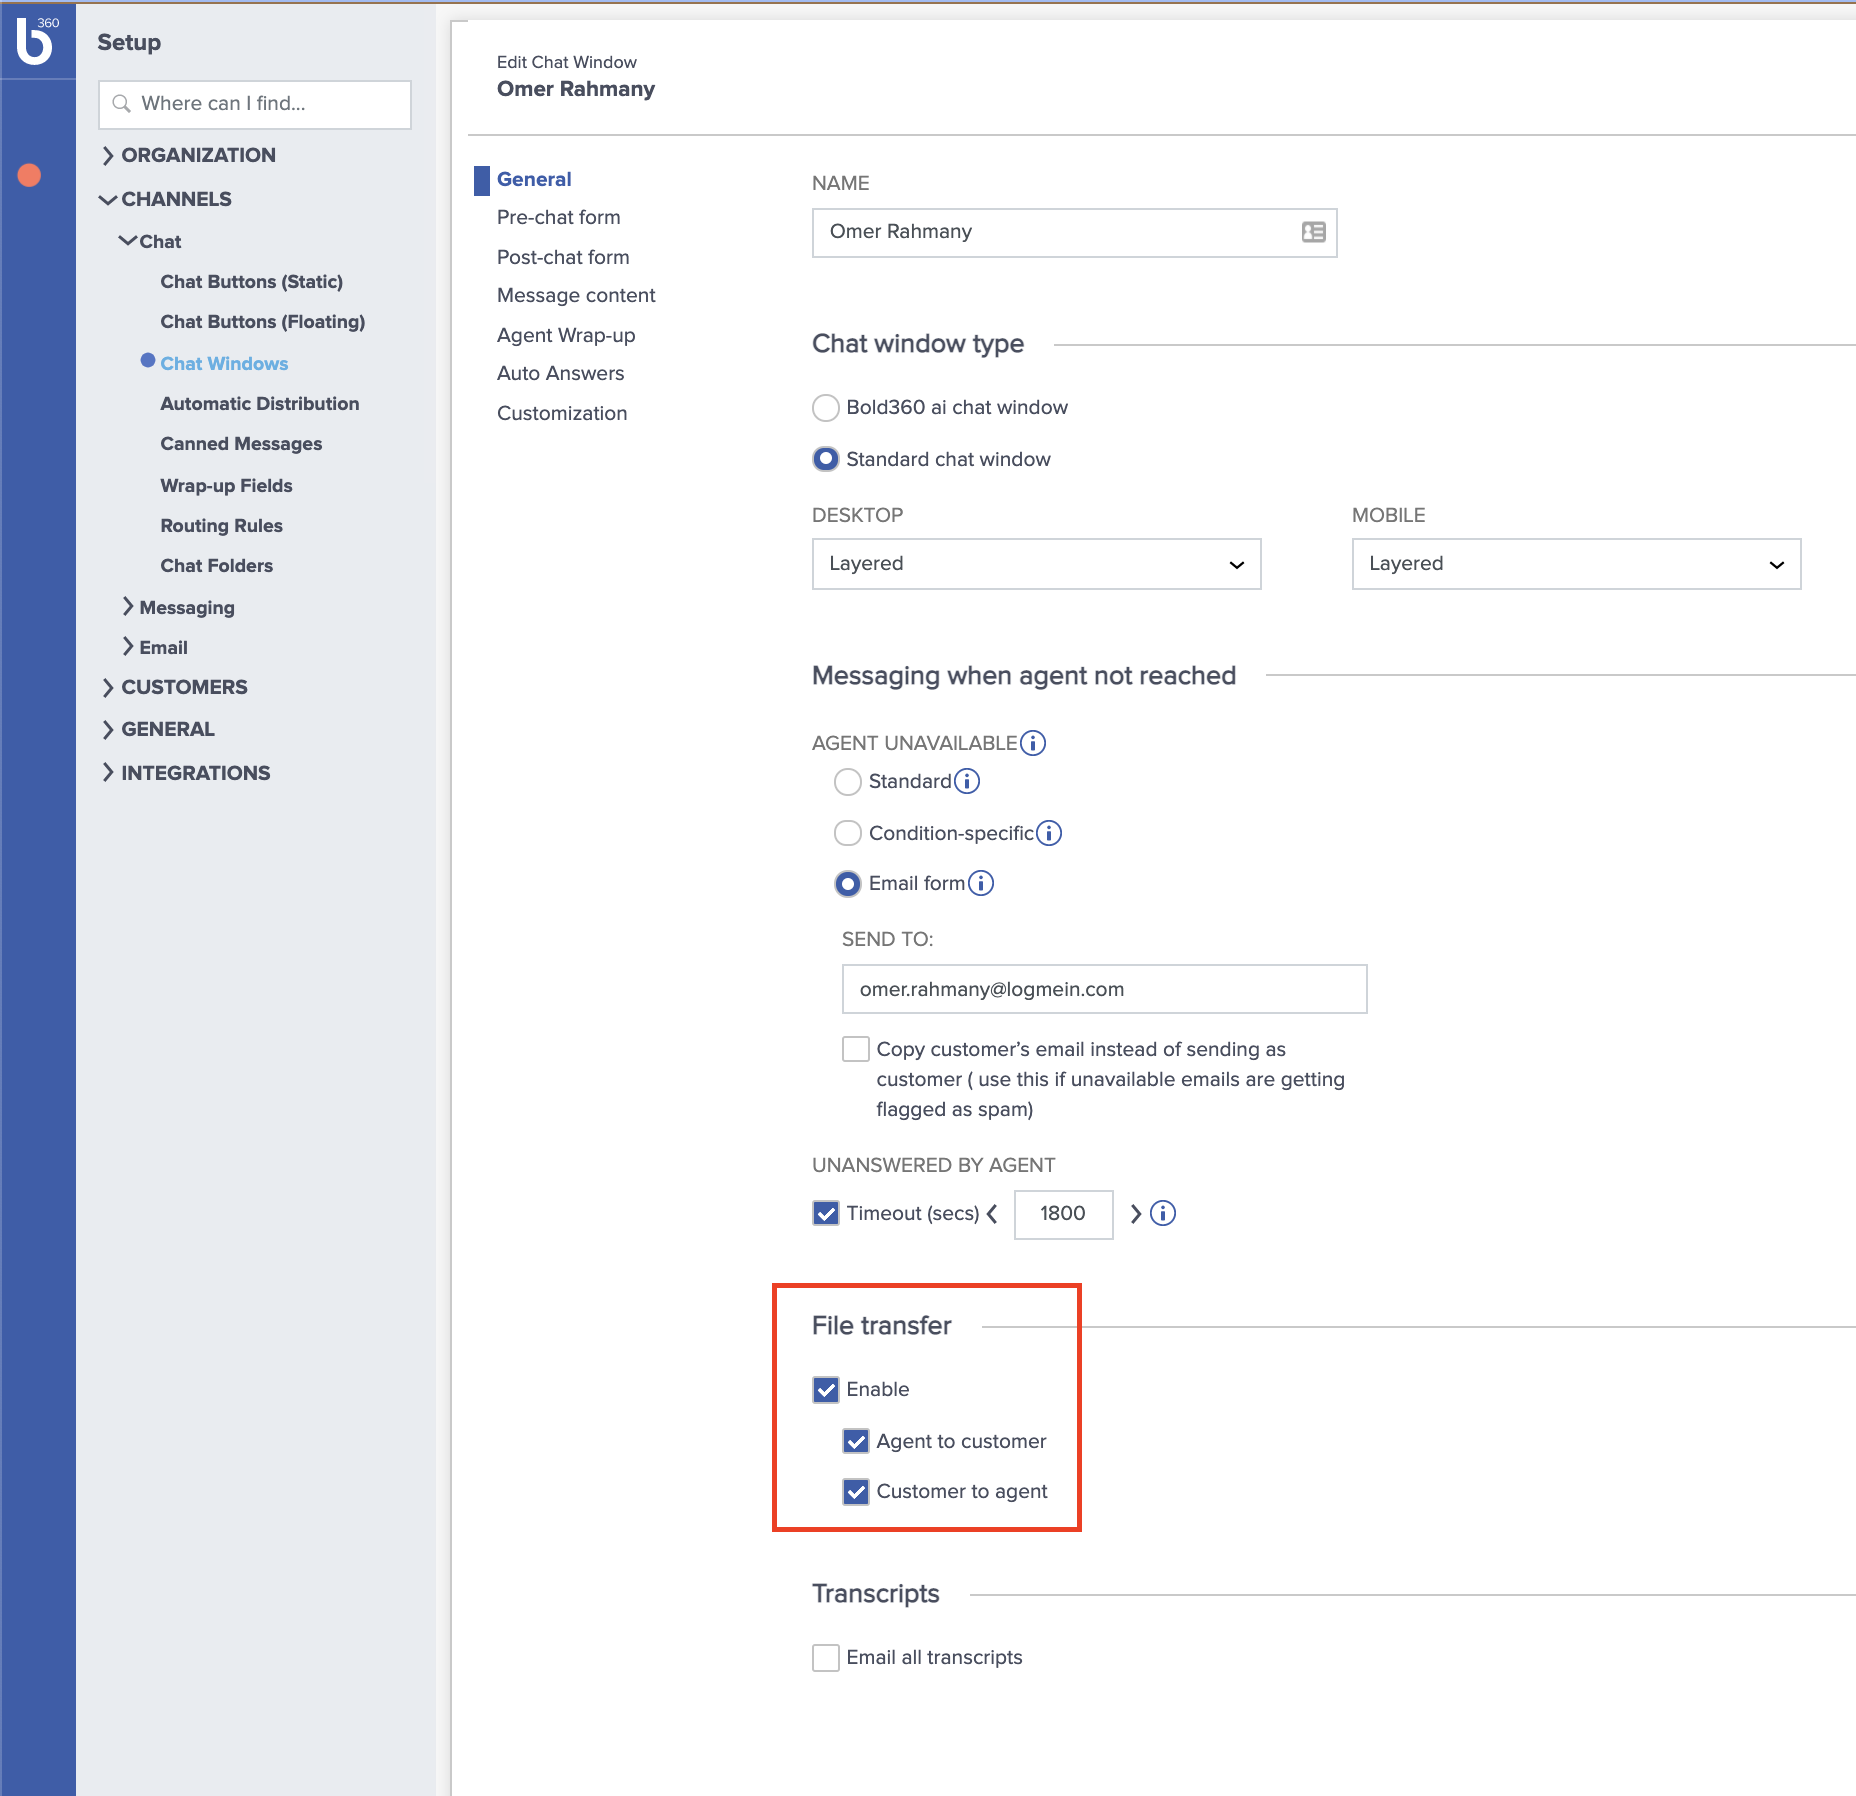 b 360
Setup
Where can I find...
ORGANIZATION
CHANNELS
Chat
Chat Buttons (Static)
Chat Buttons (Floating)
Chat Windows
Automatic Distribution
Canned Messages
Wrap-up Fields
Routing Rules
Chat Folders
Messaging
Email
CUSTOMERS
GENERAL
INTEGRATIONS
Edit Chat Window
Omer Rahmany
General
Pre-chat form
Post-chat form
Message content
Agent Wrap-up
Auto Answers
Customization
NAME
Omer Rahmany
Chat window type
Bold360 ai chat window
Standard chat window
DESKTOP
Layered
MOBILE
Layered
Messaging when agent not reached
AGENT UNAVAILABLE
Standard
Condition-specific
Email form
SEND TO:
omer.rahmany@logmein.com
Copy customer’s email instead of sending as
customer ( use this if unavailable emails are getting
flagged as spam)
UNANSWERED BY AGENT
Timeout (secs) 1800
File transfer
Enable
Agent to customer
Customer to agent
Transcripts
Email all transcripts